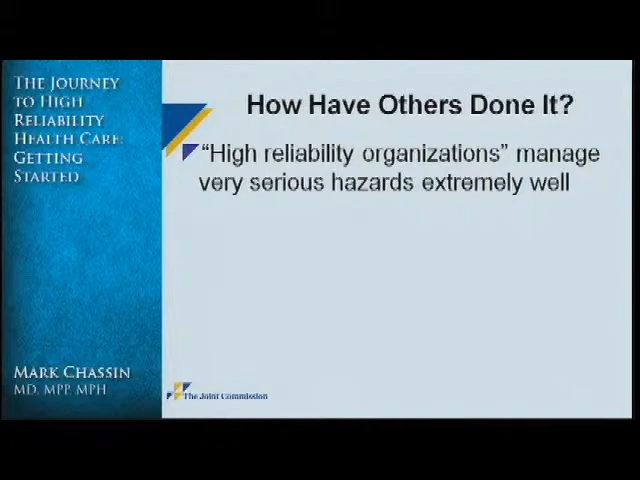 THE JOURNEY
TO HIGH
RELIABILITY
HEALTH CARE:
GETTING
STARTED
MARK CHASSIN
MD, MPP, MPH
How Have Others Done It?
“High reliability organizations” manage
very serious hazards extremely well
The Joint Commission